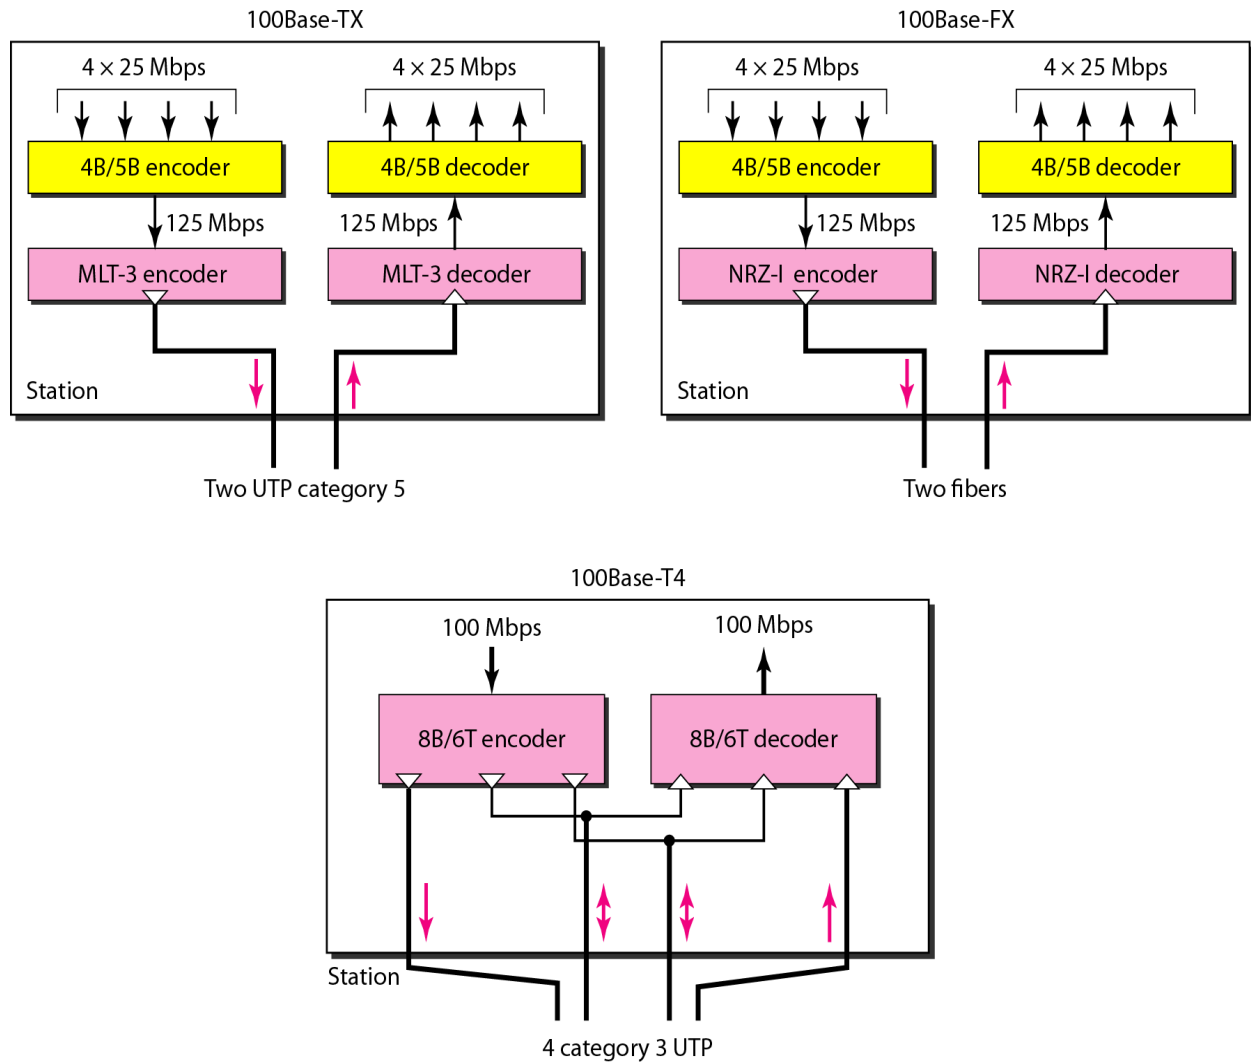 100Base-TX
4 × 25 Mbps
4 × 25 Mbps
4B/5B encoder
4B/5B decoder
125 Mbps
125 Mbps
MLT-3 encoder
MLT-3 decoder
Station
Two UTP category 5
100Base-FX
4 × 25 Mbps
4 × 25 Mbps
4B/5B encoder
4B/5B decoder
125 Mbps
125 Mbps
NRZ-I encoder
NRZ-I decoder
Station
Two fibers
100Base-T4
100 Mbps
100 Mbps
8B/6T encoder
8B/6T decoder
Station
4 category 3 UTP